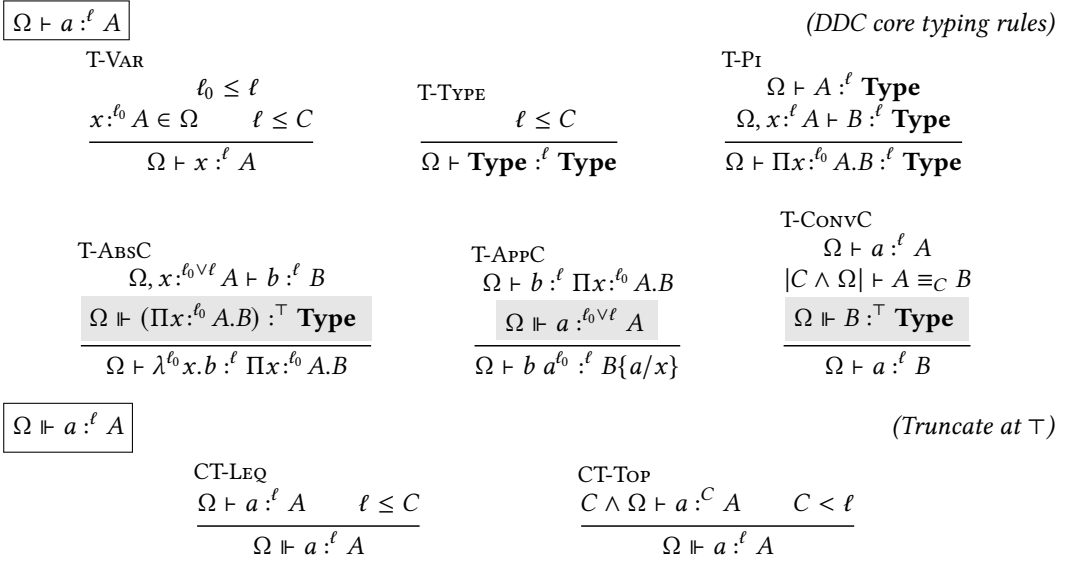 Ω ⊢ a :^ℓ A (DDC core typing rules)
T-Var
ℓ₀ ≤ ℓ
x:^ℓ₀ A ∈ Ω ℓ ≤ C
Ω ⊢ x :^ℓ A
T-Type
ℓ ≤ C
Ω ⊢ Type :^ℓ Type
T-Pi
Ω ⊢ A :^ℓ Type
Ω, x:^ℓ A ⊢ B :^ℓ Type
Ω ⊢ Πx:^ℓ₀ A.B :^ℓ Type
T-AbsC
Ω, x:^ℓ₀∨ℓ A ⊢ b :^ℓ B
Ω ⊩ (Πx:^ℓ₀ A.B) :^⊤ Type
Ω ⊢ λ^ℓ₀ x.b :^ℓ Πx:^ℓ₀ A.B
T-AppC
Ω ⊢ b :^ℓ Πx:^ℓ₀ A.B
Ω ⊩ a :^ℓ₀∨ℓ A
Ω ⊢ b a^ℓ₀ :^ℓ B{a/x}
T-ConvC
Ω ⊢ a :^ℓ A
|C ∧ Ω| ⊢ A ≡_C B
Ω ⊩ B :^⊤ Type
Ω ⊢ a :^ℓ B
Ω ⊩ a :^ℓ A (Truncate at ⊤)
CT-Leq
Ω ⊢ a :^ℓ A ℓ ≤ C
Ω ⊩ a :^ℓ A
CT-Top
C ∧ Ω ⊢ a :^C A C < ℓ
Ω ⊩ a :^ℓ A